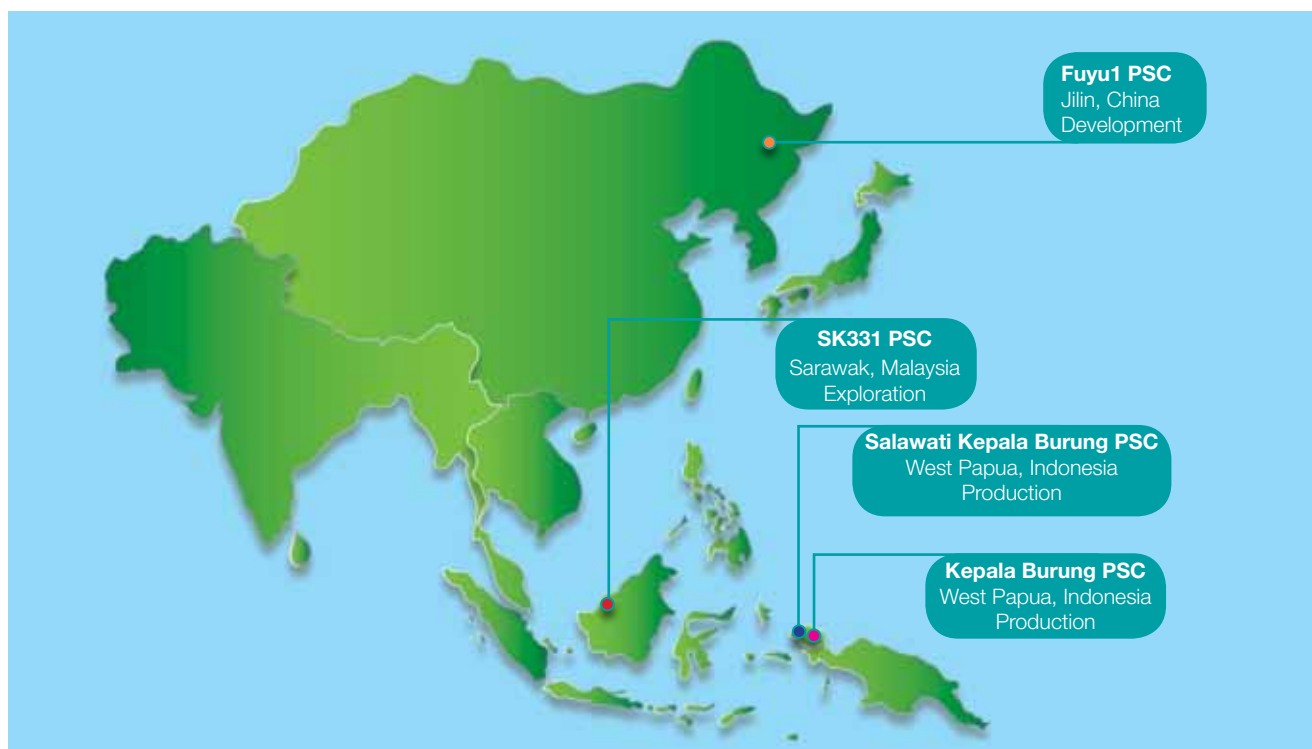 Fuyu1 PSC
Jilin, China
Development
SK331 PSC
Sarawak, Malaysia
Exploration
Salawati Kepala Burung PSC
West Papua, Indonesia
Production
Kepala Burung PSC
West Papua, Indonesia
Production